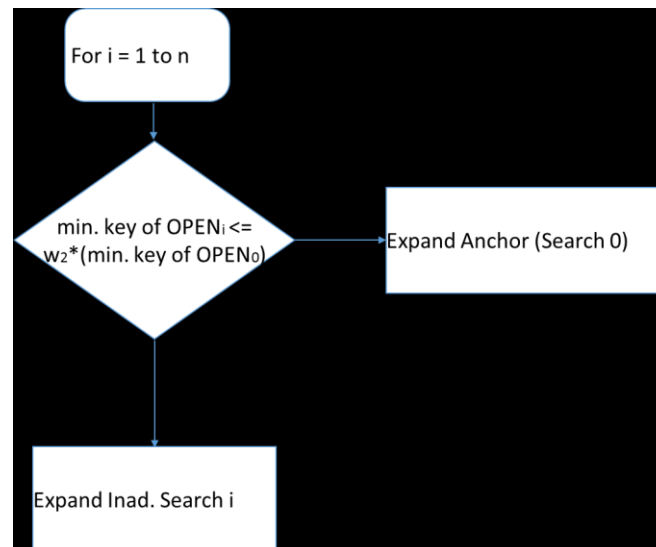 For i = 1 to n
min. key of OPENᵢ <=
w₂*(min. key of OPEN₀)
Expand Anchor (Search 0)
Expand Inad. Search i